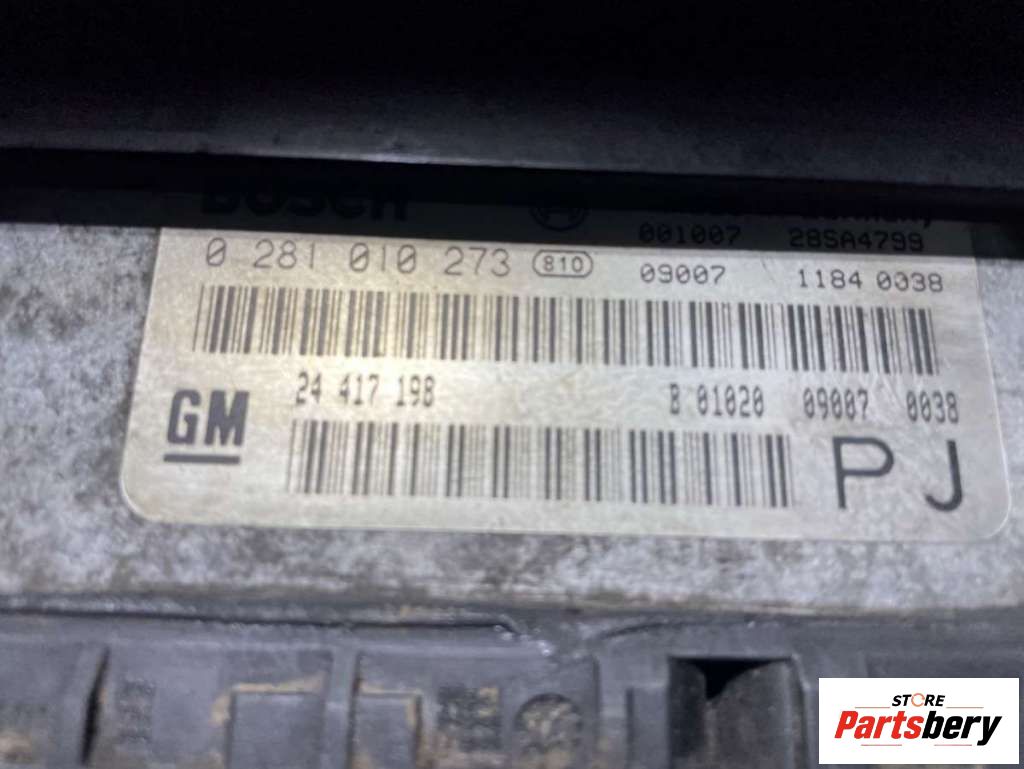 BOSCH
001007 28SA4799
0 281 010 273 810 09007 1184 0038
24 417 198 B 01020 09007 0038
GM
PJ
STORE
Partsbery